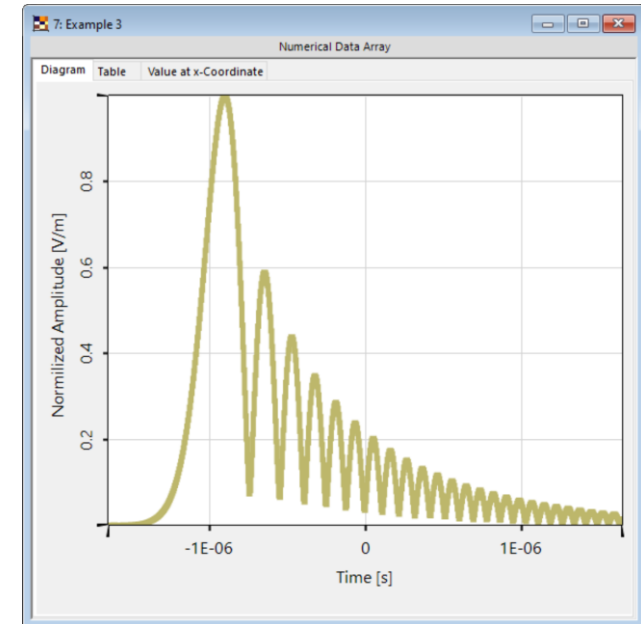 7: Example 3
Numerical Data Array
Diagram Table Value at x-Coordinate
Normilized Amplitude [V/m]
0.8
0.6
0.4
0.2
-1E-06 0 1E-06
Time [s]